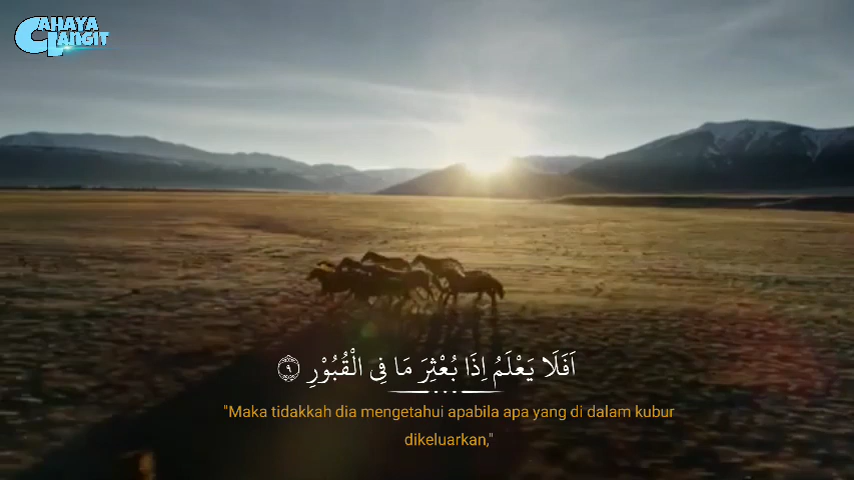 CAHAYA
LANGIT
اَفَلَا يَعْلَمُ اِذَا بُعْثِرَ مَا فِى الْقُبُوْرِ ۝٩
"Maka tidakkah dia mengetahui apabila apa yang di dalam kubur
dikeluarkan,"